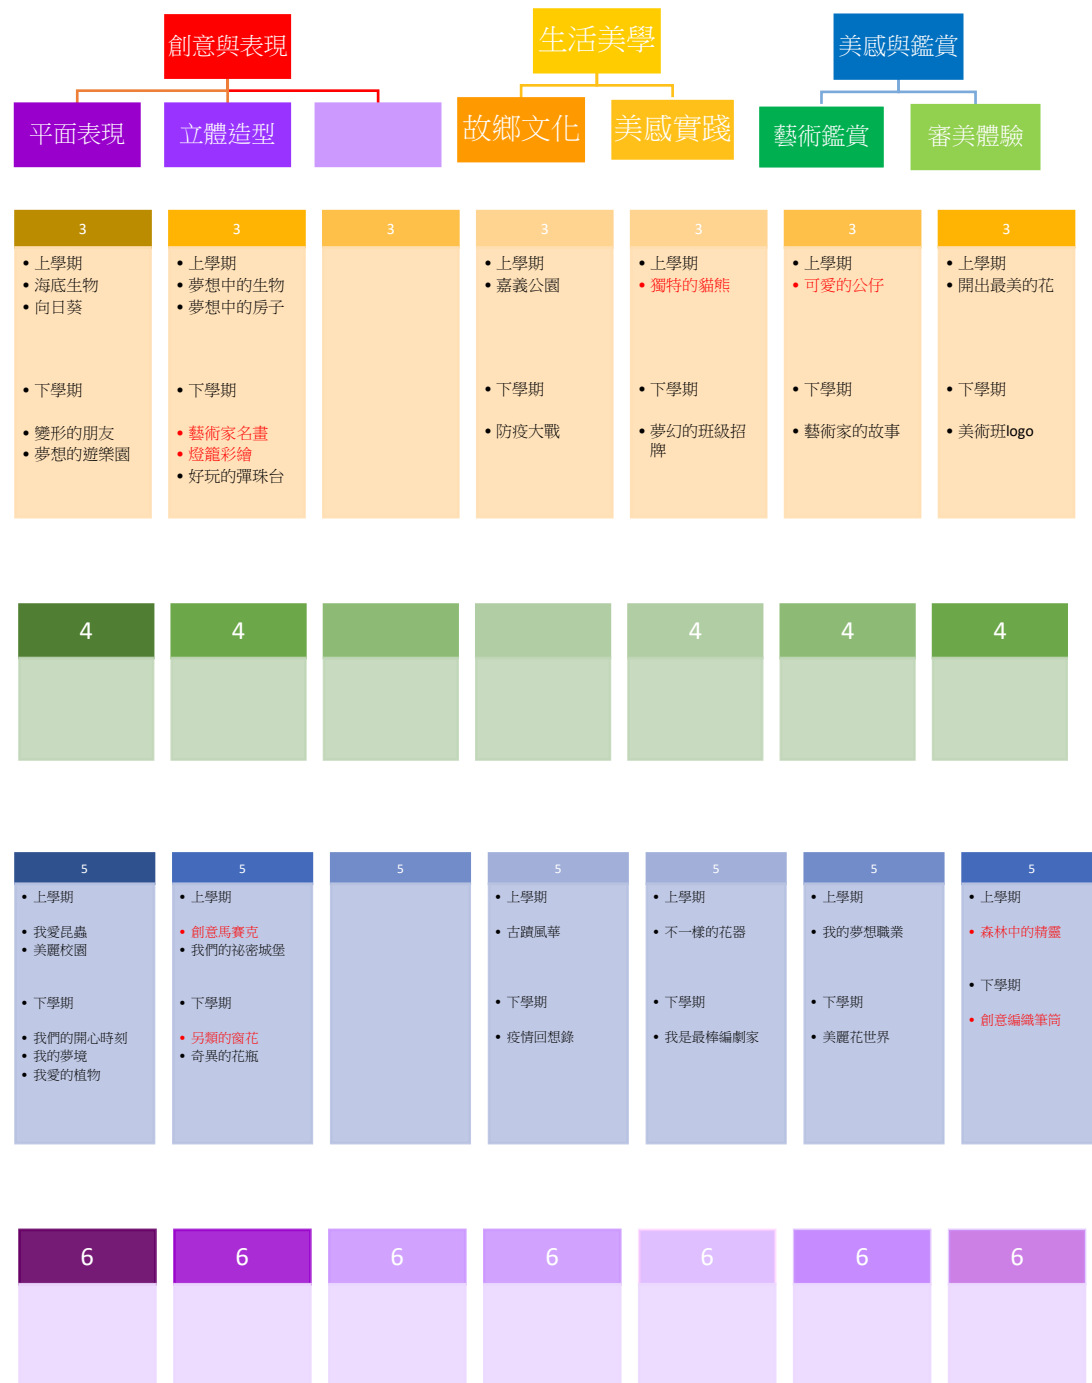 創意與表現
生活美學
美感與鑑賞
平面表現
立體造型
故鄉文化
美感實踐
藝術鑑賞
審美體驗
3
• 上學期
• 海底生物
• 向日葵
• 下學期
• 變形的朋友
• 夢想的遊樂園
3
• 上學期
• 夢想中的生物
• 夢想中的房子
• 下學期
• 藝術家名畫
• 燈籠彩繪
• 好玩的彈珠台
3
3
• 上學期
• 嘉義公園
• 下學期
• 防疫大戰
3
• 上學期
• 獨特的貓熊
• 下學期
• 夢幻的班級招
牌
3
• 上學期
• 可愛的公仔
• 下學期
• 藝術家的故事
3
• 上學期
• 開出最美的花
• 下學期
• 美術班logo
4
4
4
4
4
5
• 上學期
• 我愛昆蟲
• 美麗校園
• 下學期
• 我們的開心時刻
• 我的夢境
• 我愛的植物
5
• 上學期
• 創意馬賽克
• 我們的祕密城堡
• 下學期
• 另類的窗花
• 奇異的花瓶
5
5
• 上學期
• 古蹟風華
• 下學期
• 疫情回想錄
5
• 上學期
• 不一樣的花器
• 下學期
• 我是最棒編劇家
5
• 上學期
• 我的夢想職業
• 下學期
• 美麗花世界
5
• 上學期
• 森林中的精靈
• 下學期
• 創意編織筆筒
6
6
6
6
6
6
6